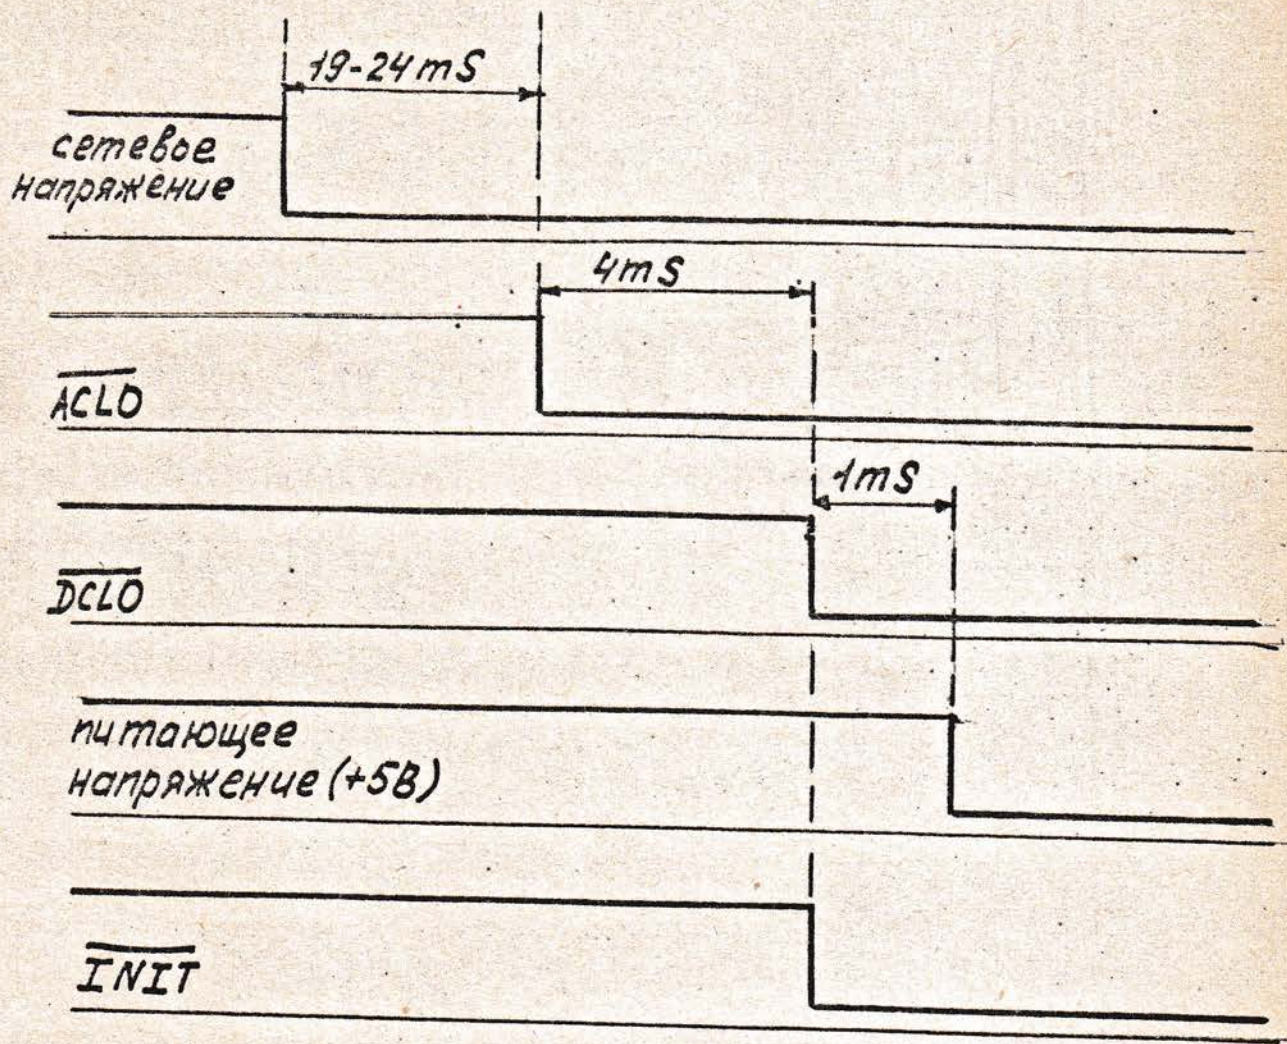 19-24mS
сетевое
напряжение
4mS
ACLO
1mS
DCLO
питающее
напряжение (+5В)
INIT